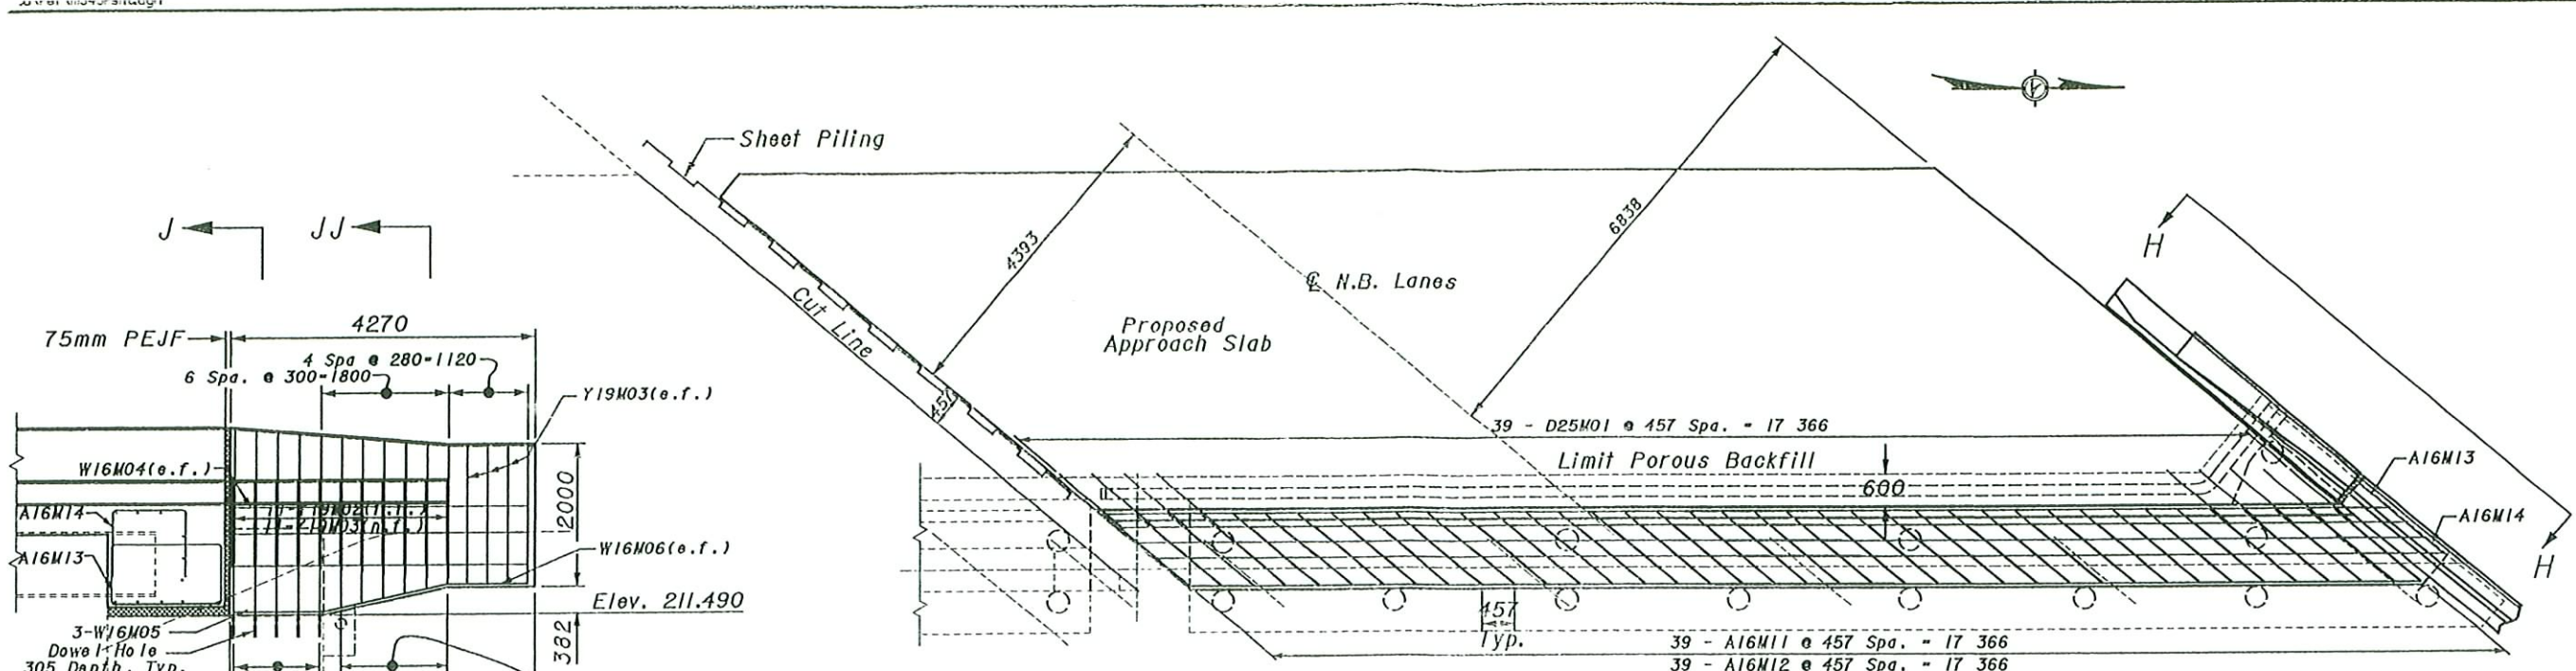 Sheet Piling
J
JJ
H
4393
6838
℄ N.B. Lanes
Cut Line
Proposed
Approach Slab
75mm PEJF
4270
4 Spa @ 280=1120
6 Spa. @ 300=1800
Y19M03(e.f.)
457
39 - D25M01 @ 457 Spa. = 17 366
Limit Porous Backfill
600
A16M13
W16M04(e.f.)
2000
A16M14
A16M14
W16M06(e.f.)
A16M13
H
Elev. 211.490
457
Typ.
3-W16M05
Dowel Hole
305 Depth, Typ.
382
39 - A16M11 @ 457 Spa. = 17 366
39 - A16M12 @ 457 Spa. = 17 366